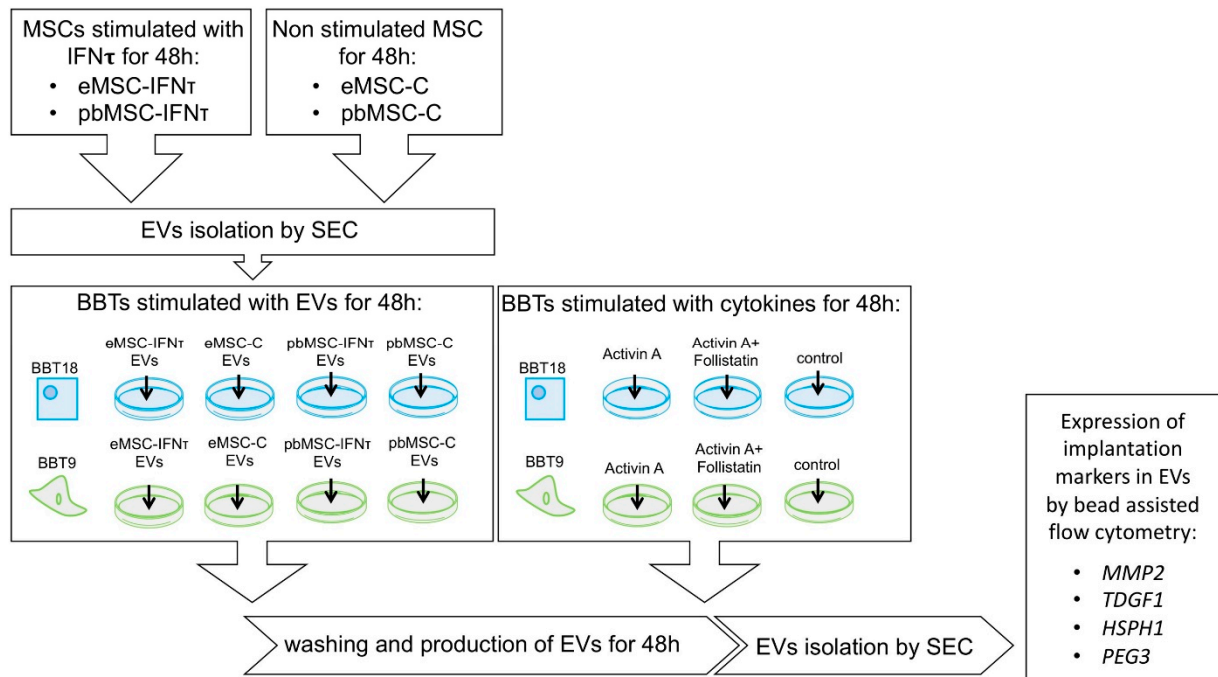 MSCs stimulated with
IFNτ for 48h:
• eMSC-IFNτ
• pbMSC-IFNτ
Non stimulated MSC
for 48h:
• eMSC-C
• pbMSC-C
EVs isolation by SEC
BBTs stimulated with EVs for 48h:
BBT18
eMSC-IFNτ
EVs
eMSC-C
EVs
pbMSC-IFNτ
EVs
pbMSC-C
EVs
BBT9
eMSC-IFNτ
EVs
eMSC-C
EVs
pbMSC-IFNτ
EVs
pbMSC-C
EVs
BBTs stimulated with cytokines for 48h:
BBT18
Activin A
Activin A+
Follistatin
control
BBT9
Activin A
Activin A+
Follistatin
control
washing and production of EVs for 48h
EVs isolation by SEC
Expression of
implantation
markers in EVs
by bead assisted
flow cytometry:
• MMP2
• TDGF1
• HSPH1
• PEG3